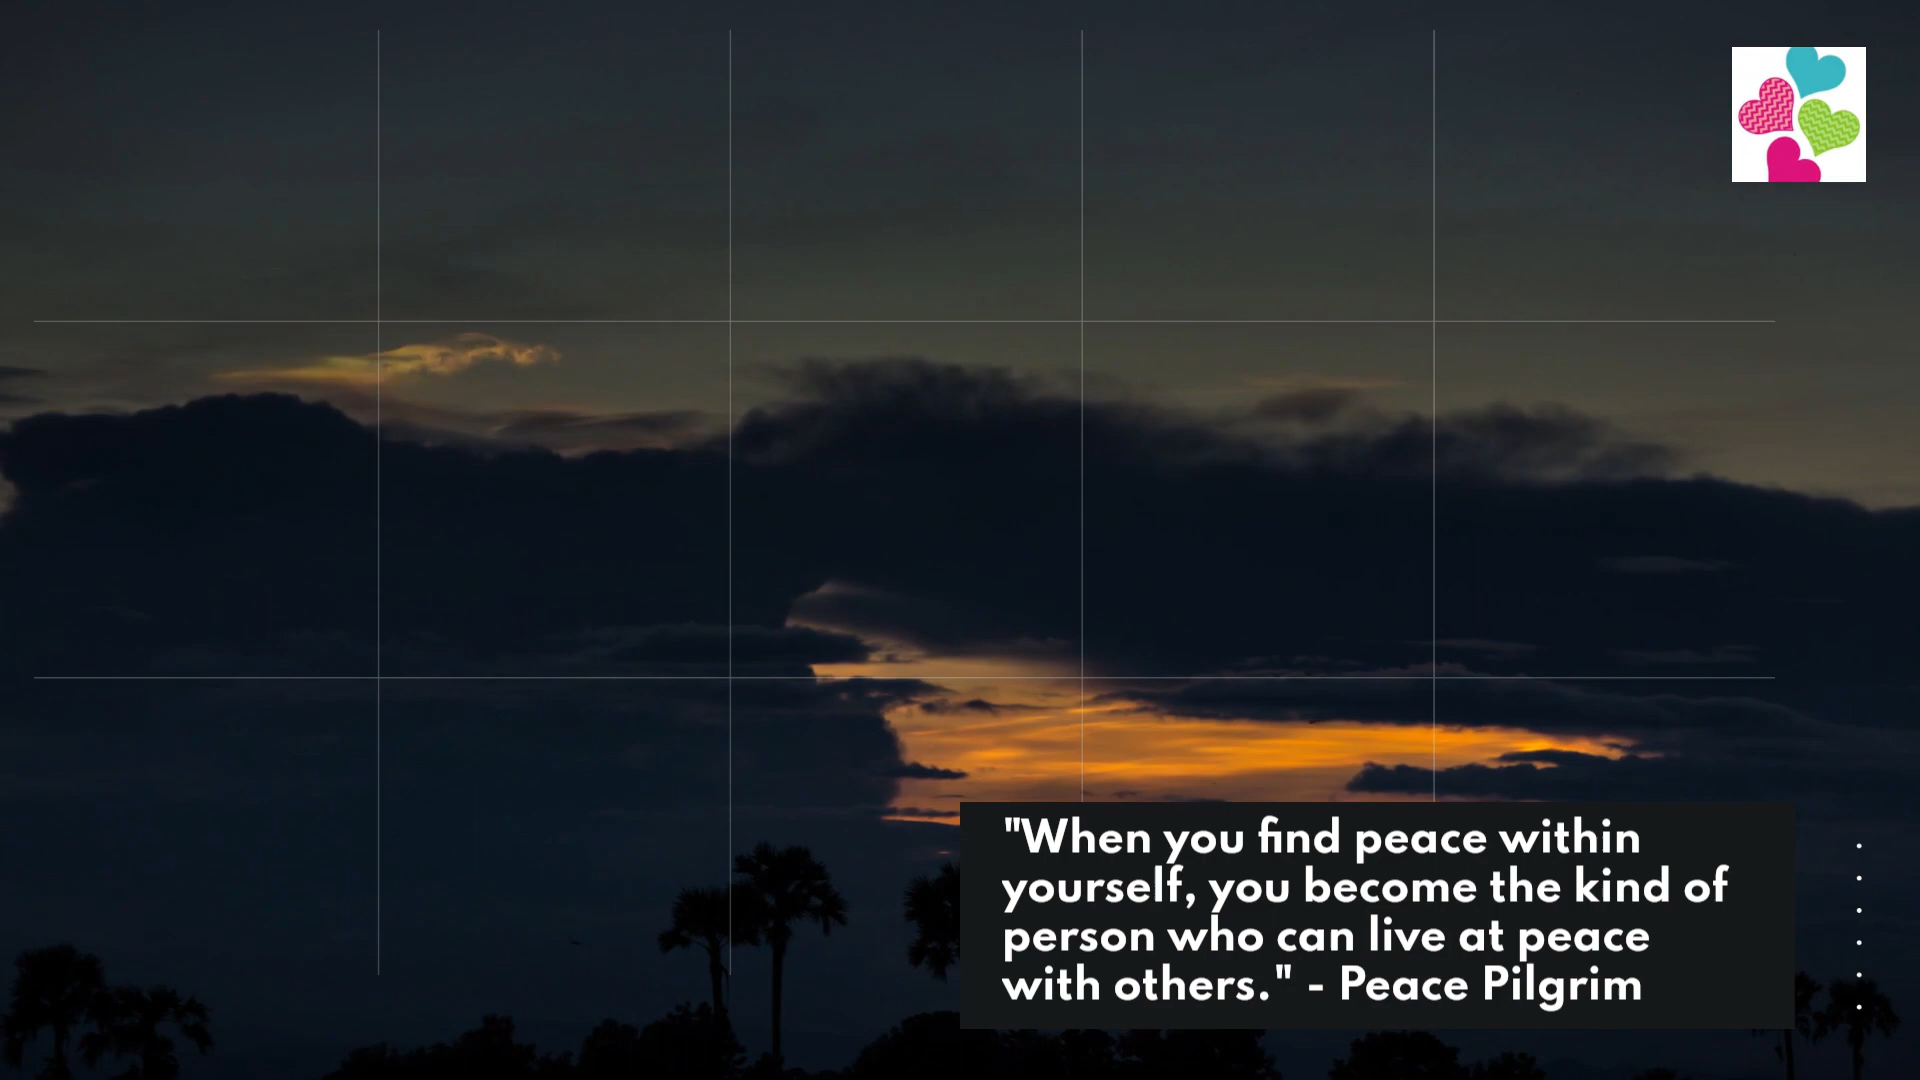 "When you find peace within
yourself, you become the kind of
person who can live at peace
with others." - Peace Pilgrim